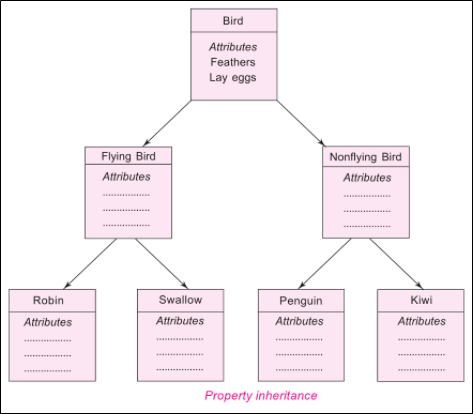 Bird
Attributes
Feathers
Lay eggs
Flying Bird
Attributes
..................
..................
..................
Nonflying Bird
Attributes
..................
..................
..................
Robin
Attributes
..................
..................
..................
Swallow
Attributes
..................
..................
..................
Penguin
Attributes
..................
..................
..................
Kiwi
Attributes
..................
..................
..................
Property inheritance